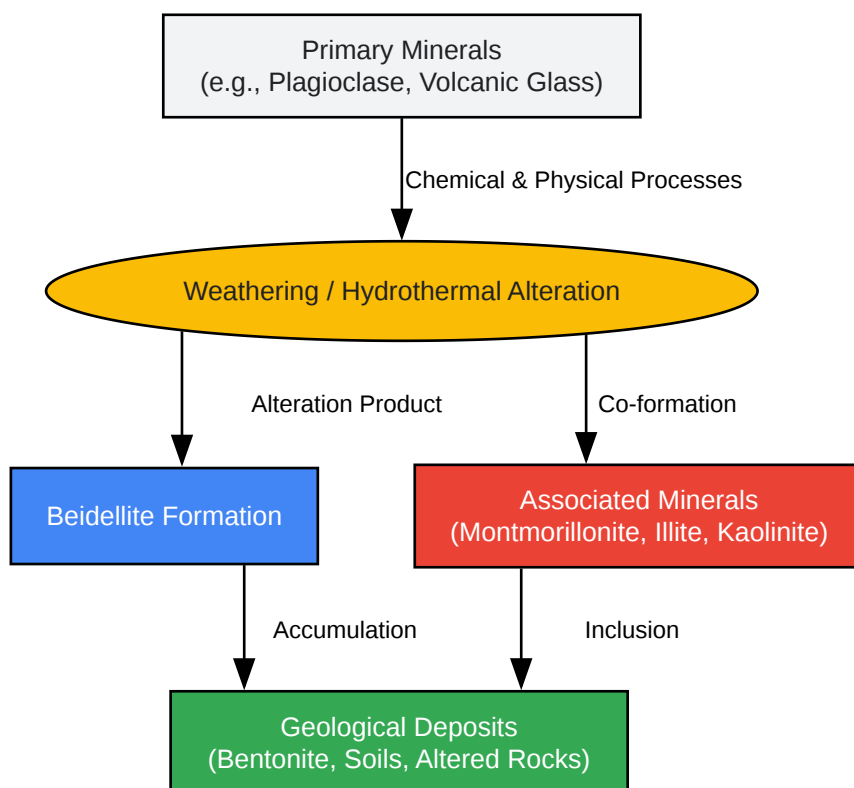 Primary Minerals
(e.g., Plagioclase, Volcanic Glass)
Chemical & Physical Processes
Weathering / Hydrothermal Alteration
Alteration Product
Co-formation
Beidellite Formation
Associated Minerals
(Montmorillonite, Illite, Kaolinite)
Accumulation
Inclusion
Geological Deposits
(Bentonite, Soils, Altered Rocks)